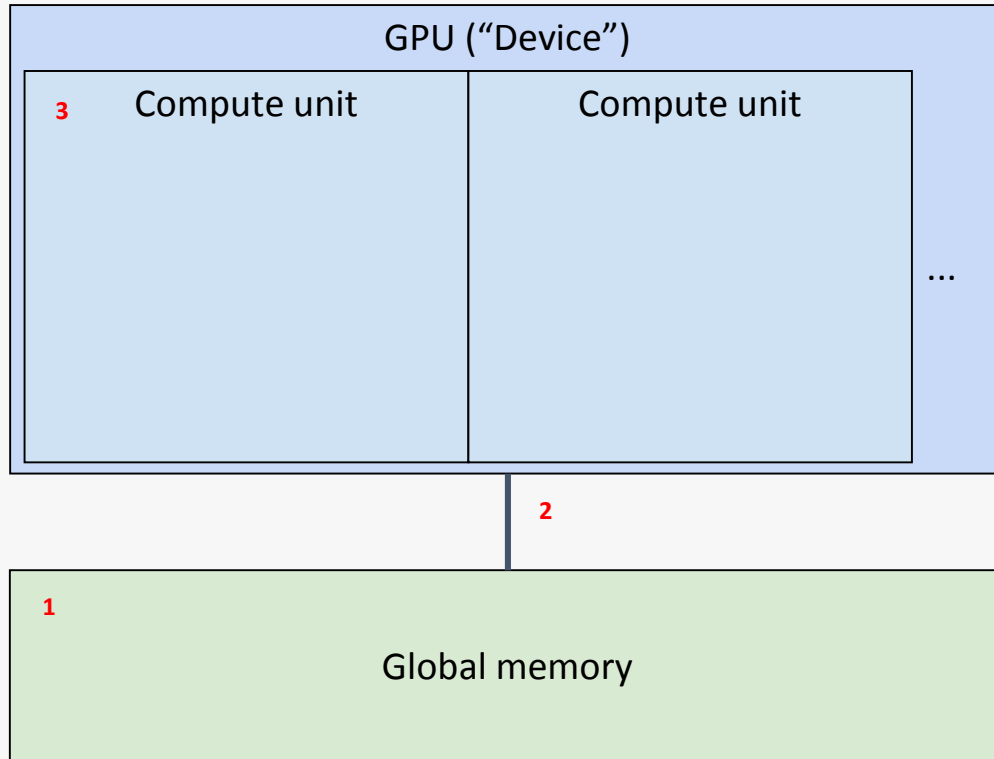 GPU (“Device”)
3
Compute unit
Compute unit
...
2
1
Global memory